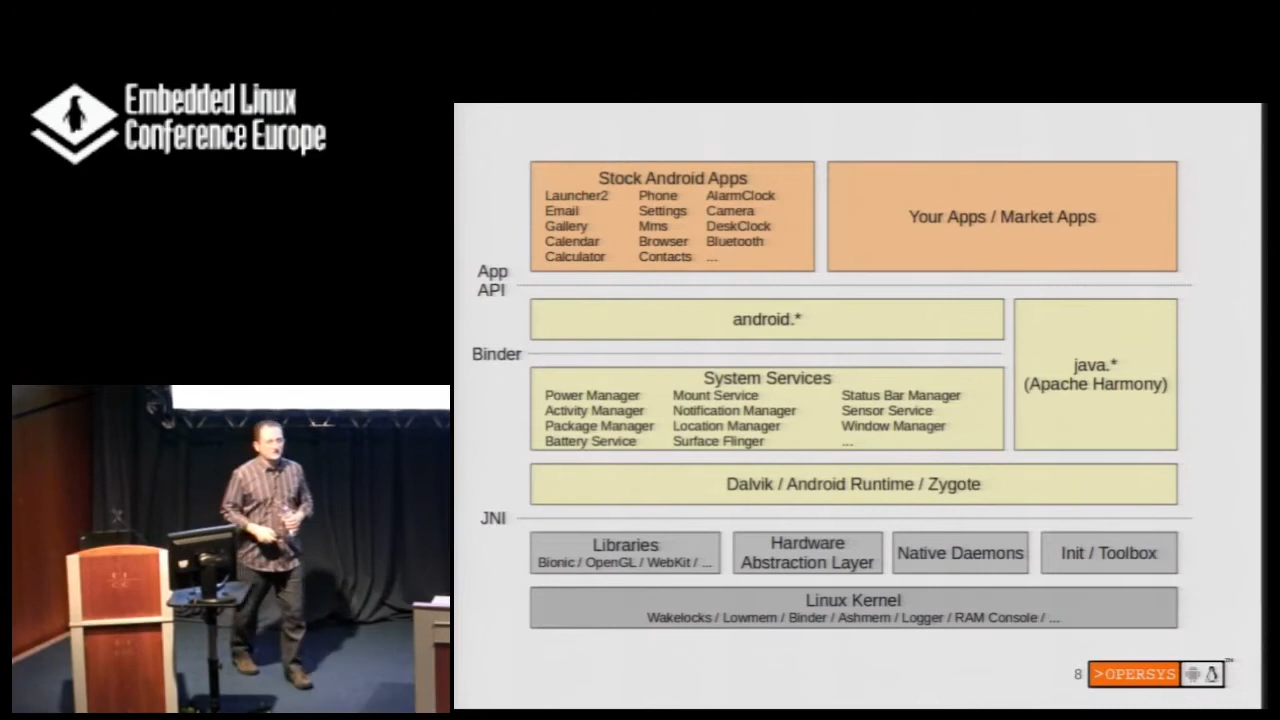 Embedded Linux
Conference Europe
Stock Android Apps
Launcher2 Phone AlarmClock
Email Settings Camera
Gallery Mms DeskClock
Calendar Browser Bluetooth
Calculator Contacts ...
Your Apps / Market Apps
App
API
android.*
java.*
(Apache Harmony)
Binder
System Services
Power Manager Mount Service Status Bar Manager
Activity Manager Notification Manager Sensor Service
Package Manager Location Manager Window Manager
Battery Service Surface Flinger ...
Dalvik / Android Runtime / Zygote
JNI
Libraries
Bionic / OpenGL / WebKit / ...
Hardware
Abstraction Layer
Native Daemons
Init / Toolbox
Linux Kernel
Wakelocks / Lowmem / Binder / Ashmem / Logger / RAM Console / ...
8
>OPERSYS
TM